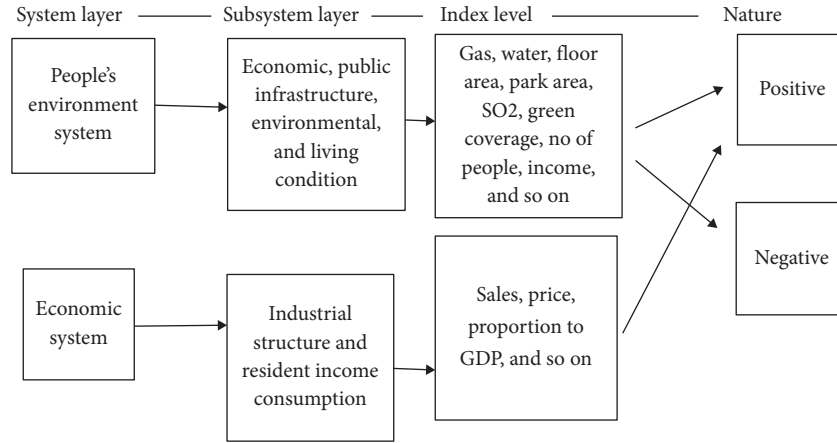 System layer
Subsystem layer
Index level
Nature
People's
environment
system
Economic, public
infrastructure,
environmental,
and living
condition
Gas, water, floor
area, park area,
SO2, green
coverage, no of
people, income,
and so on
Positive
Negative
Economic
system
Industrial
structure and
resident income
consumption
Sales, price,
proportion to
GDP, and so on